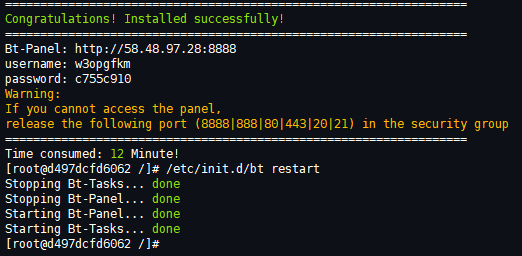 ==================================================================
Congratulations! Installed successfully!
==================================================================
Bt-Panel: http://58.48.97.28:8888
username: w3opgfkm
password: c755c910
Warning:
If you cannot access the panel,
release the following port (8888|888|80|443|20|21) in the security group
==================================================================
Time consumed: 12 Minute!
[root@d497dcfd6062 /]# /etc/init.d/bt restart
Stopping Bt-Tasks... done
Stopping Bt-Panel... done
Starting Bt-Panel... done
Starting Bt-Tasks... done
[root@d497dcfd6062 /]#